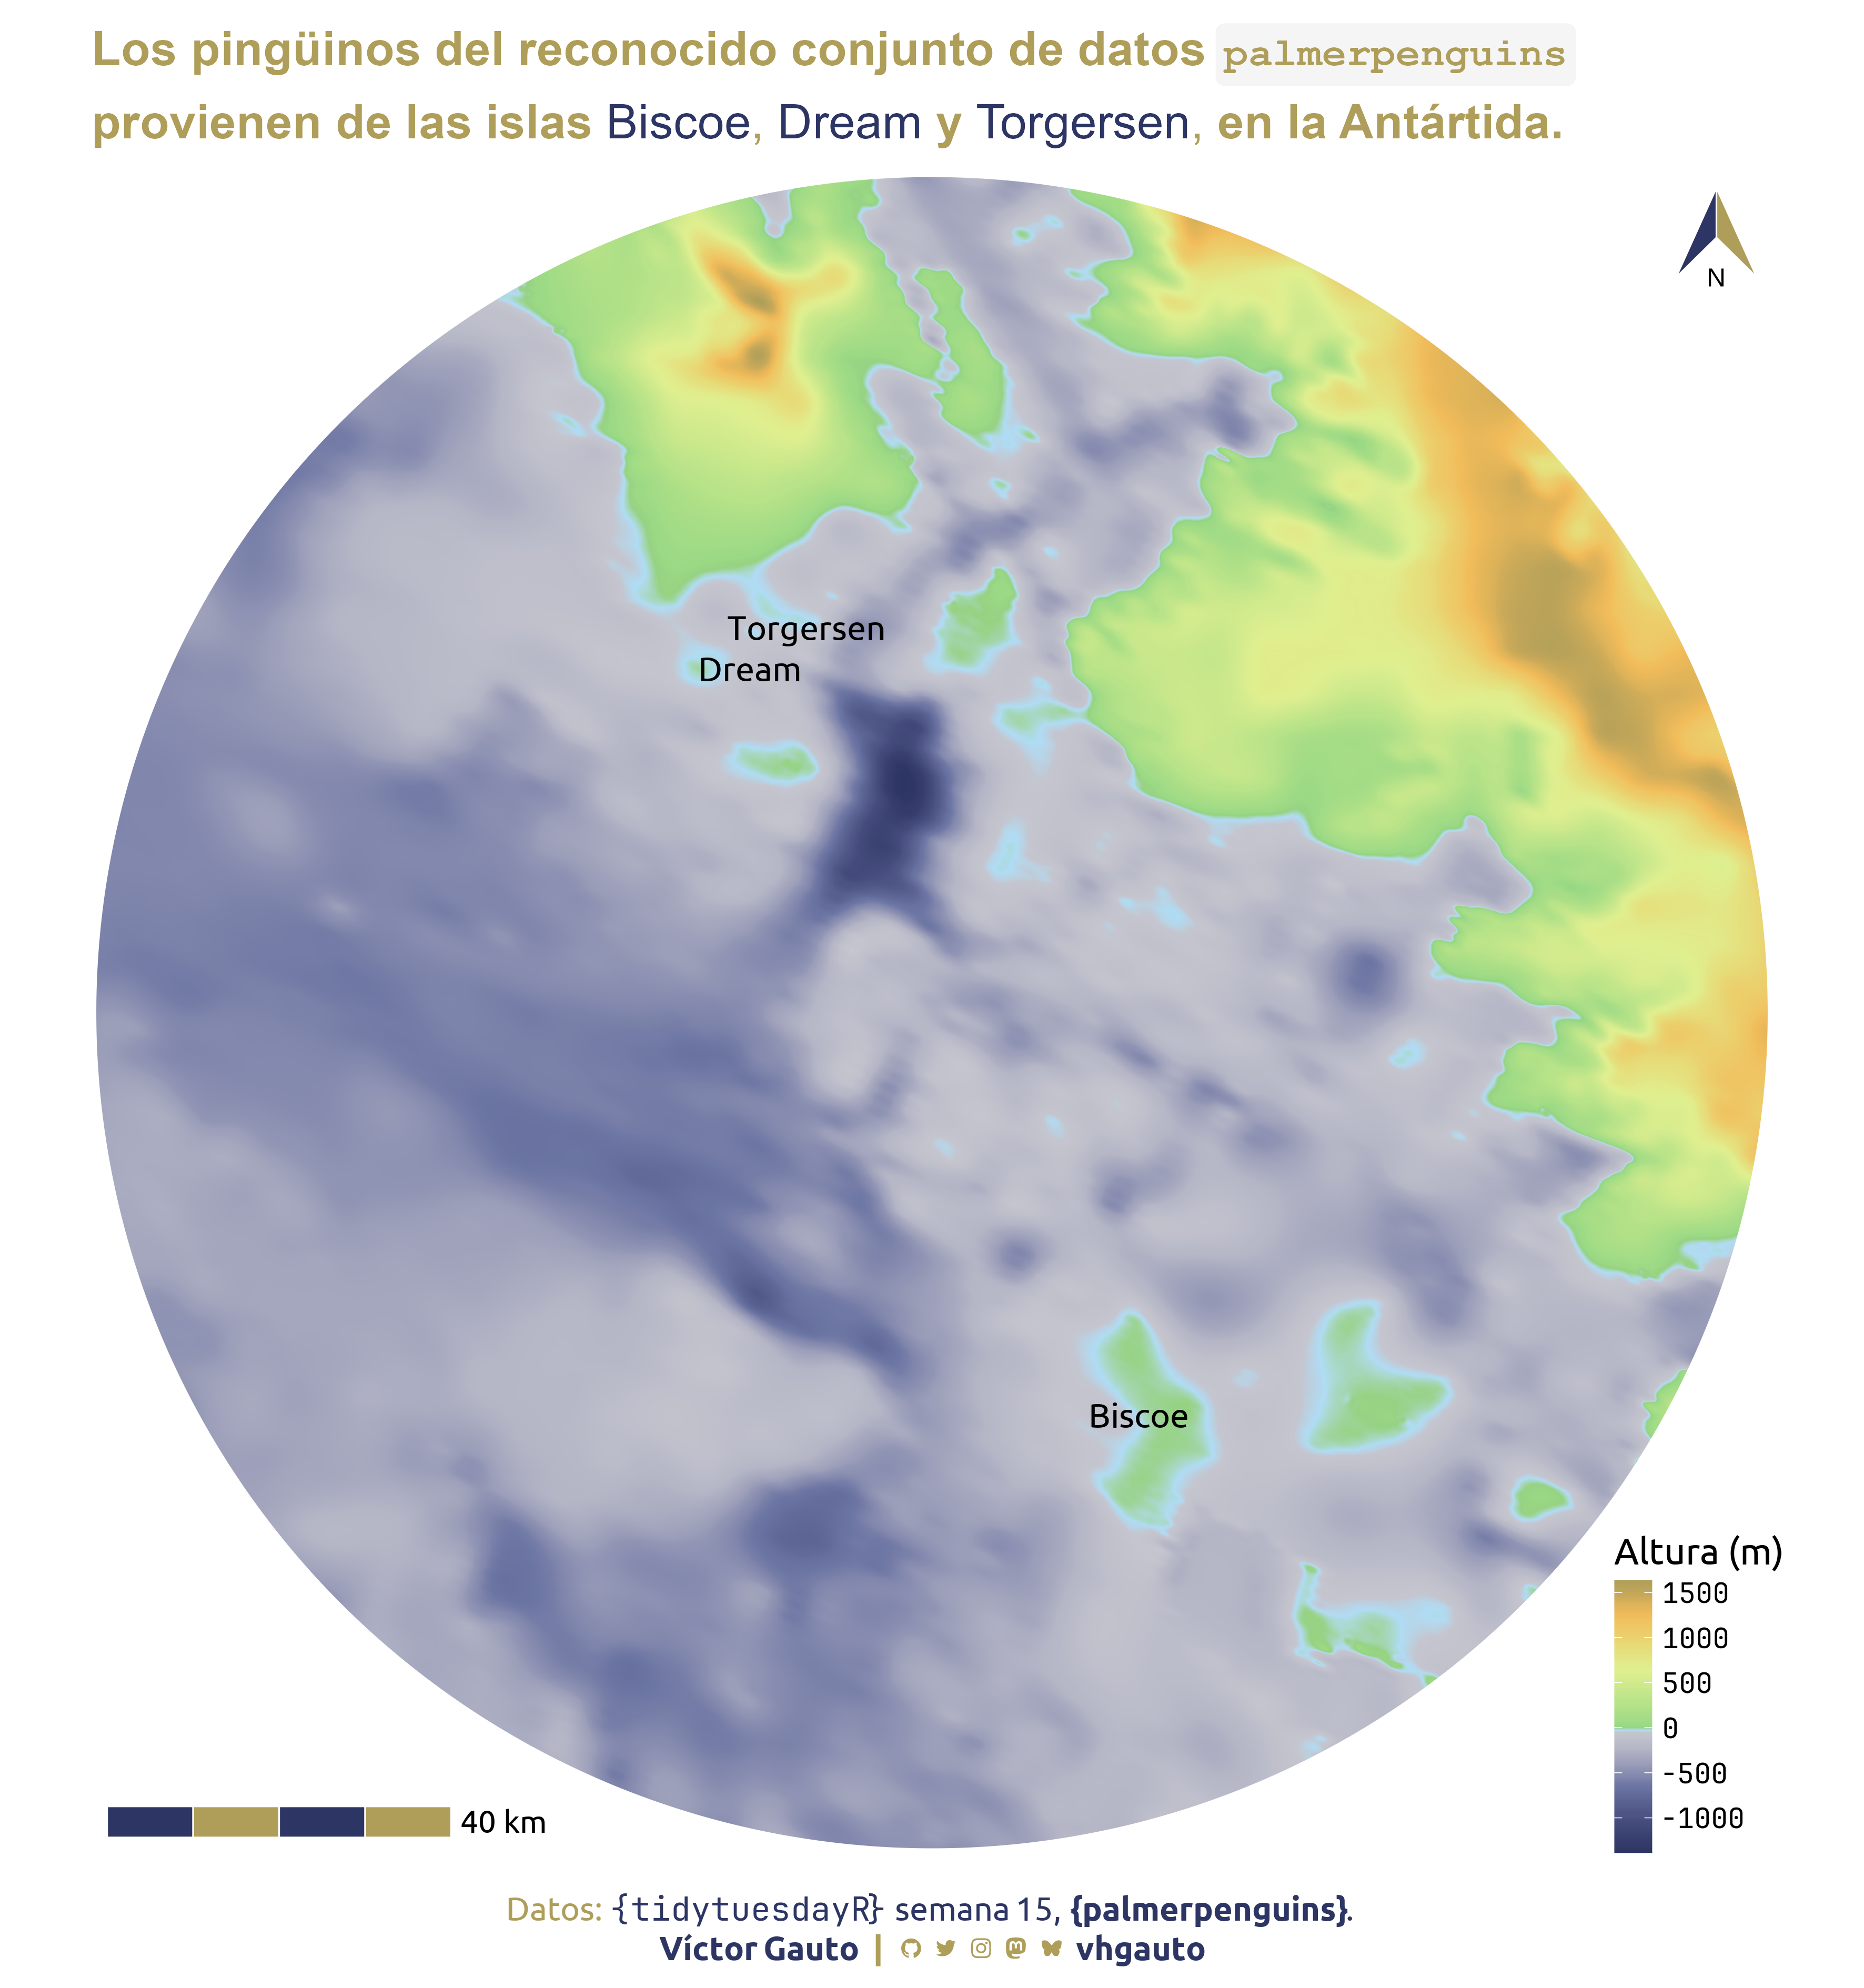 Los pingüinos del reconocido conjunto de datos palmerpenguins
provienen de las islas Biscoe, Dream y Torgersen, en la Antártida.
N
Torgersen
Dream
Biscoe
Altura (m)
1500
1000
500
0
-500
-1000
40 km
Datos: {tidytuesdayR} semana 15, {palmerpenguins}.
Víctor Gauto | vhgauto